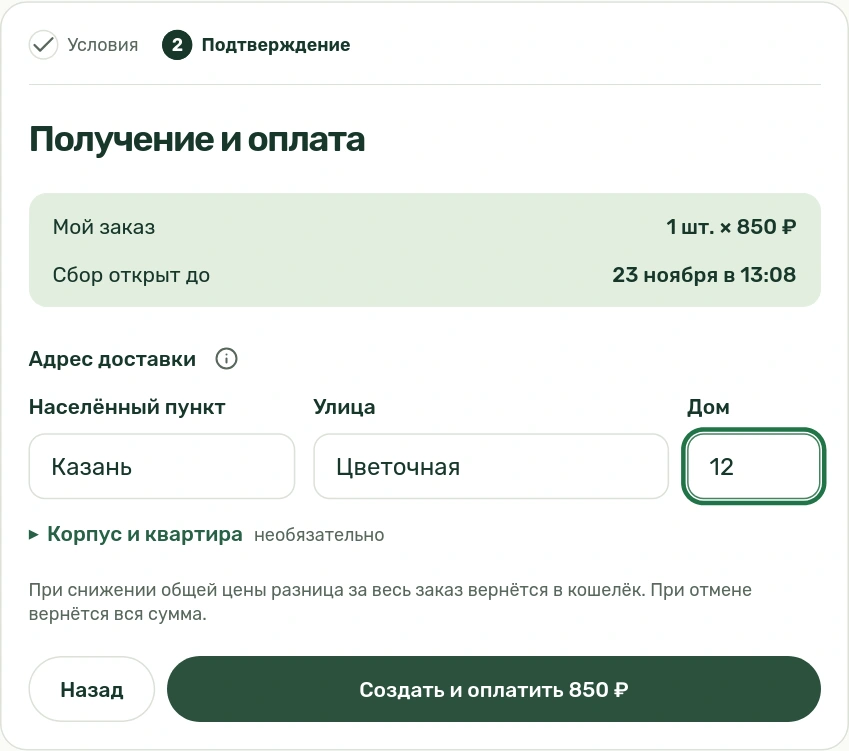 Условия 2 Подтверждение
Получение и оплата
Мой заказ 1 шт. × 850 ₽
Сбор открыт до 23 ноября в 13:08
Адрес доставки
Населённый пункт Улица Дом
Казань Цветочная 12
Корпус и квартира необязательно
При снижении общей цены разница за весь заказ вернётся в кошелёк. При отмене
вернётся вся сумма.
Назад Создать и оплатить 850 ₽